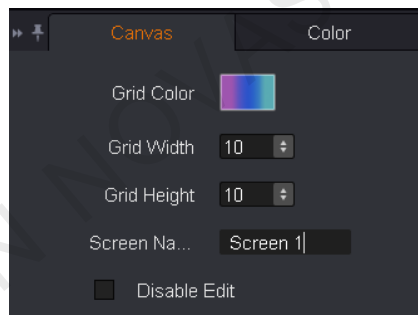 Canvas Color
Grid Color
Grid Width 10
Grid Height 10
Screen Na... Screen 1
Disable Edit